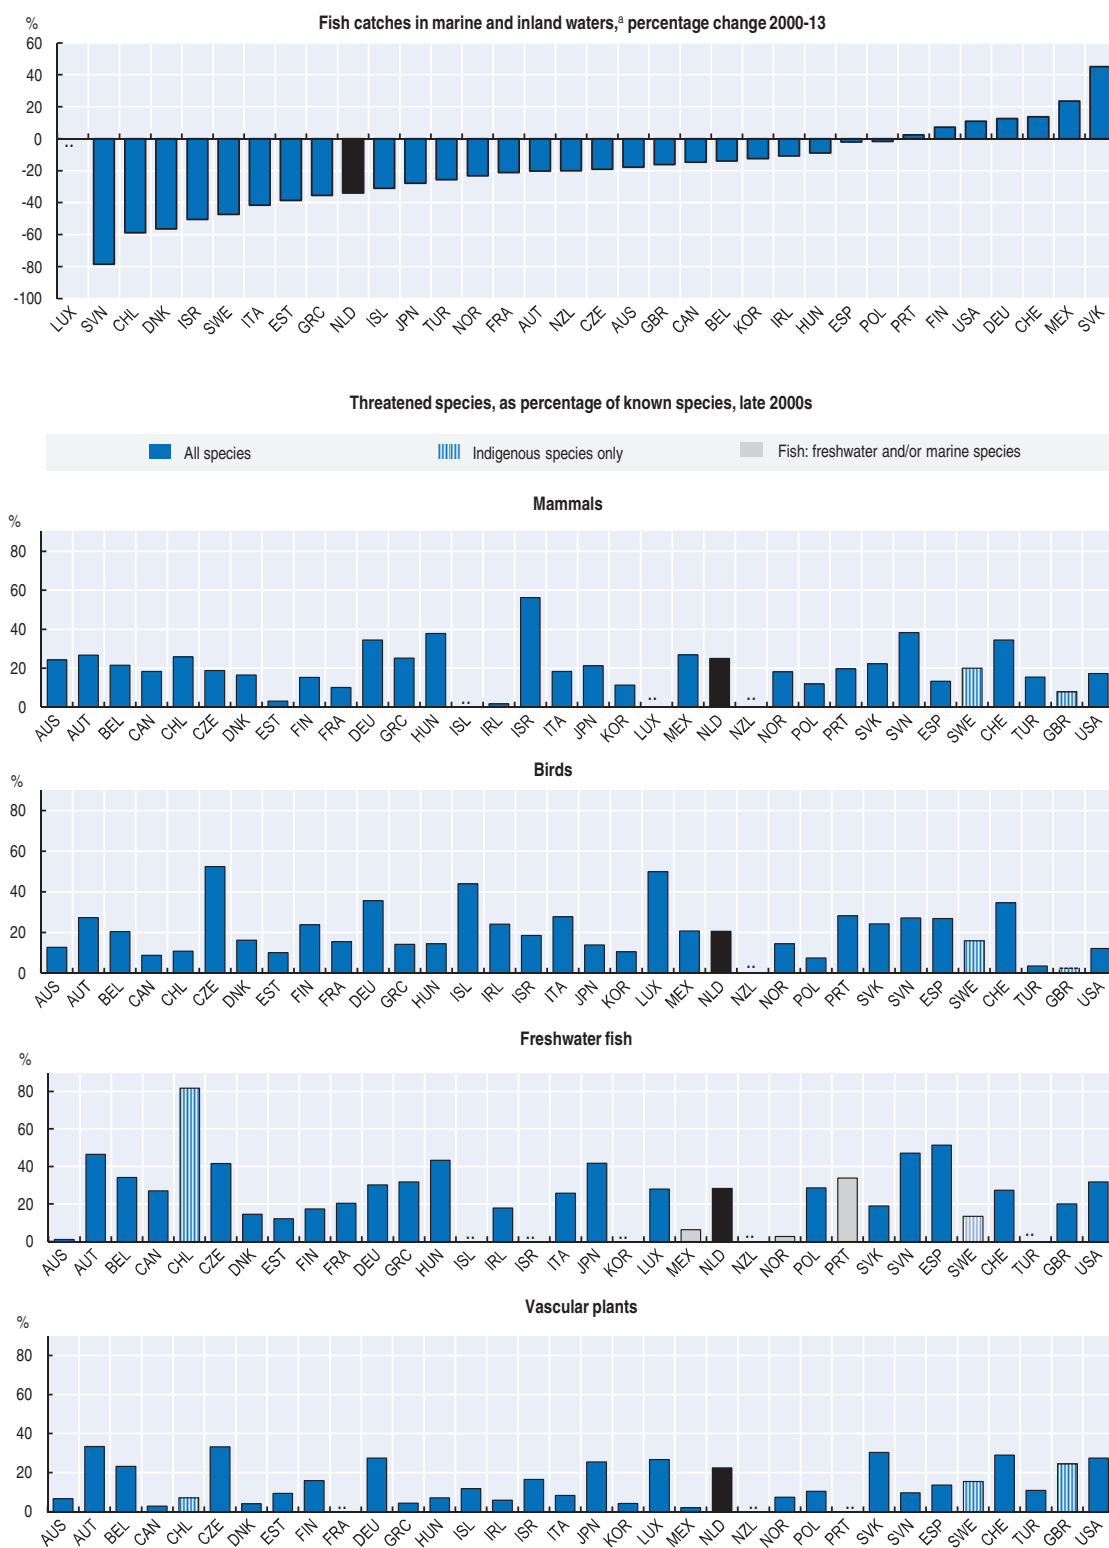 Fish catches in marine and inland waters,ª percentage change 2000-13
%
60
40
20
0
-20
-40
-60
-80
-100
..
LUX SVN CHL DNK ISR SWE ITA EST GRC NLD ISL JPN TUR NOR FRA AUT NZL CZE AUS GBR CAN BEL KOR IRL HUN ESP POL PRT FIN USA DEU CHE MEX SVK
Threatened species, as percentage of known species, late 2000s
All species Indigenous species only Fish: freshwater and/or marine species
Mammals
%
80
60
40
20
0
.. .. ..
AUS AUT BEL CAN CHL CZE DNK EST FIN FRA DEU GRC HUN ISL IRL ISR ITA JPN KOR LUX MEX NLD NZL NOR POL PRT SVK SVN ESP SWE CHE TUR GBR USA
Birds
%
80
60
40
20
0
..
AUS AUT BEL CAN CHL CZE DNK EST FIN FRA DEU GRC HUN ISL IRL ISR ITA JPN KOR LUX MEX NLD NZL NOR POL PRT SVK SVN ESP SWE CHE TUR GBR USA
Freshwater fish
%
80
60
40
20
0
.. .. .. .. ..
AUS AUT BEL CAN CHL CZE DNK EST FIN FRA DEU GRC HUN ISL IRL ISR ITA JPN KOR LUX MEX NLD NZL NOR POL PRT SVK SVN ESP SWE CHE TUR GBR USA
Vascular plants
%
80
60
40
20
0
.. .. ..
AUS AUT BEL CAN CHL CZE DNK EST FIN FRA DEU GRC HUN ISL IRL ISR ITA JPN KOR LUX MEX NLD NZL NOR POL PRT SVK SVN ESP SWE CHE TUR GBR USA